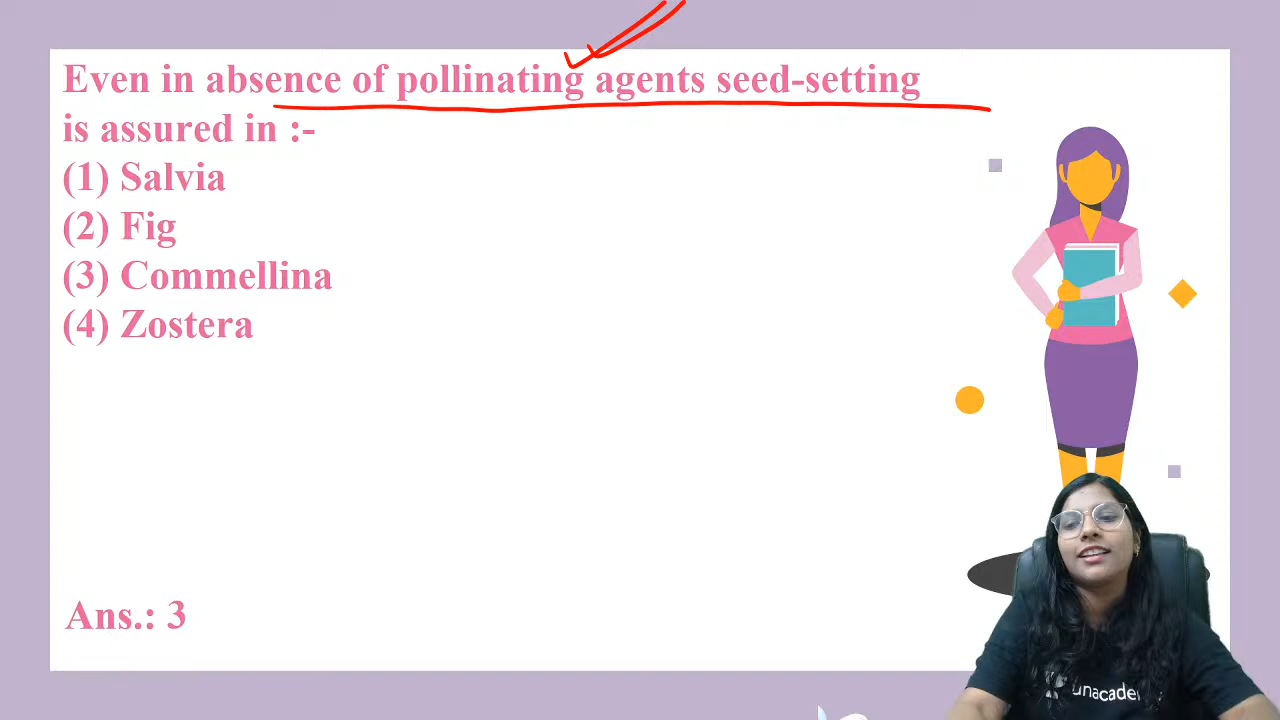 Even in absence of pollinating agents seed-setting
is assured in :-
(1) Salvia
(2) Fig
(3) Commellina
(4) Zostera
Ans.: 3
unacade